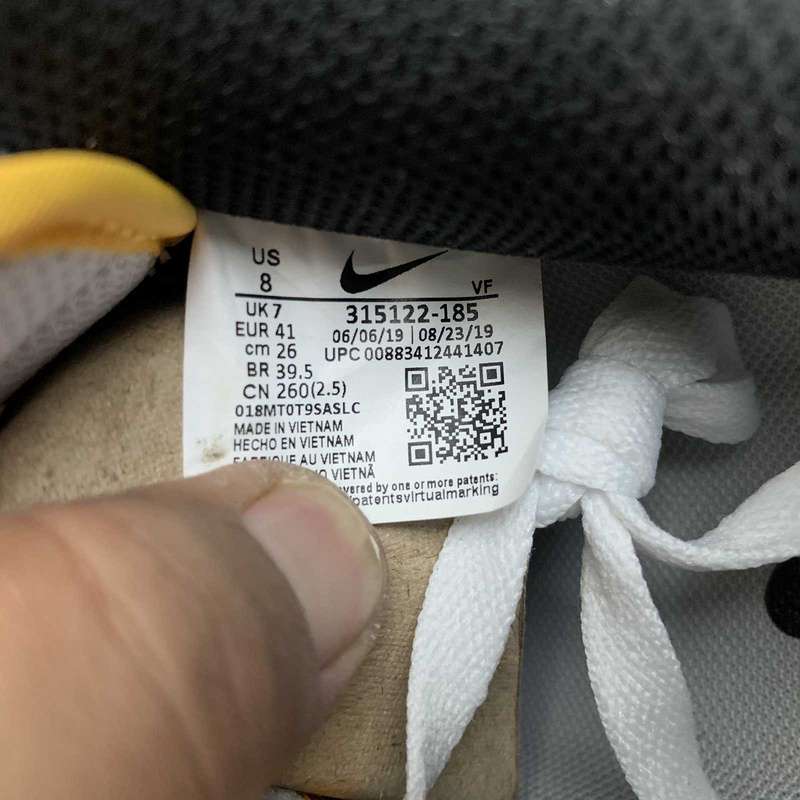 US
8
VF
UK 7
315122-185
EUR 41
06/06/19 | 08/23/19
cm 26
UPC 00883412441407
BR 39.5
CN 260(2.5)
018MT0T9SASLC
MADE IN VIETNAM
HECHO EN VIETNAM
FABRIQUE AU VIETNAM
NO VIETNÃ
by one or more patents:
/patentsvirtualmarking